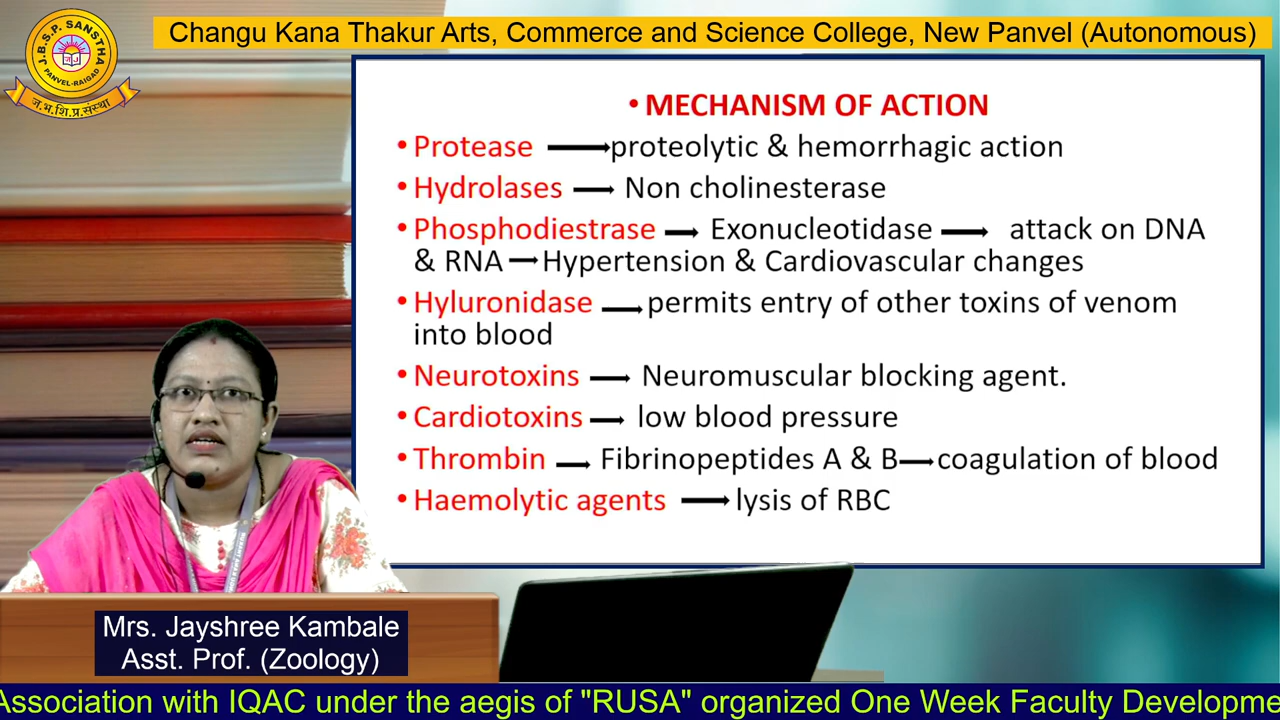 Changu Kana Thakur Arts, Commerce and Science College, New Panvel (Autonomous)
J.B.S.P. SANSTHA
PANVEL-RAIGAD
ज.भ.शि.प्र.संस्था
• MECHANISM OF ACTION
• Protease → proteolytic & hemorrhagic action
• Hydrolases → Non cholinesterase
• Phosphodiestrase → Exonucleotidase → attack on DNA
& RNA → Hypertension & Cardiovascular changes
• Hyluronidase → permits entry of other toxins of venom
into blood
• Neurotoxins → Neuromuscular blocking agent.
• Cardiotoxins → low blood pressure
• Thrombin → Fibrinopeptides A & B → coagulation of blood
• Haemolytic agents → lysis of RBC
Mrs. Jayshree Kambale
Asst. Prof. (Zoology)
Association with IQAC under the aegis of "RUSA" organized One Week Faculty Developme